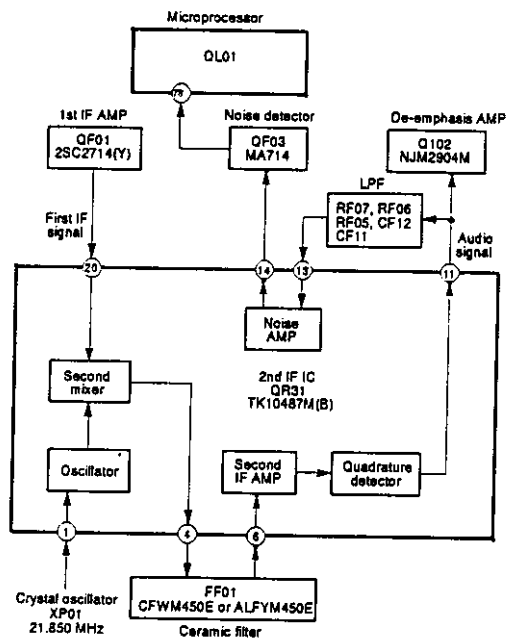 Microprocessor
QL01
78
1st IF AMP
QF01
2SC2714(Y)
Noise detector
QF03
MA714
De-emphasis AMP
Q102
NJM2904M
LPF
RF07, RF06
RF05, CF12
CF11
First IF
signal
Audio
signal
20
14
13
11
Noise
AMP
Second
mixer
2nd IF IC
QR31
TK10487M(B)
Oscillator
Second
IF AMP
Quadrature
detector
1
4
6
Crystal oscillator
XP01
21.850 MHz
FF01
CFWM450E or ALFYM450E
Ceramic filter